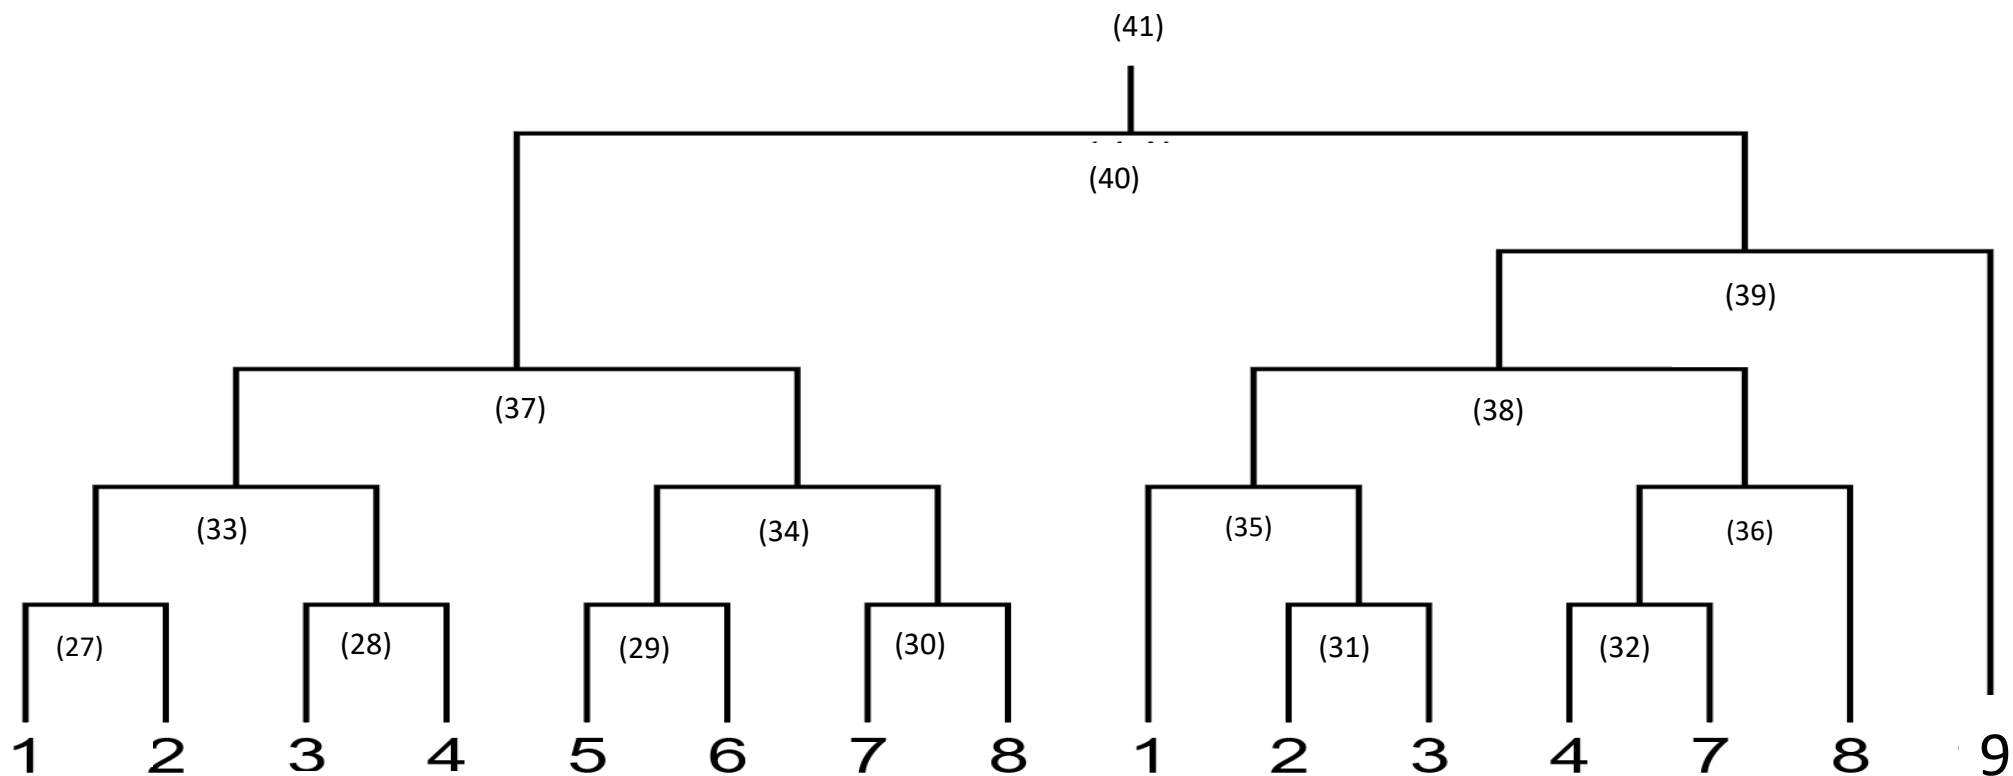 (41)
(40)
(39)
(37) (38)
(33) (34) (35) (36)
(27) (28) (29) (30) (31) (32)
1 2 3 4 5 6 7 8 1 2 3 4 7 8 9